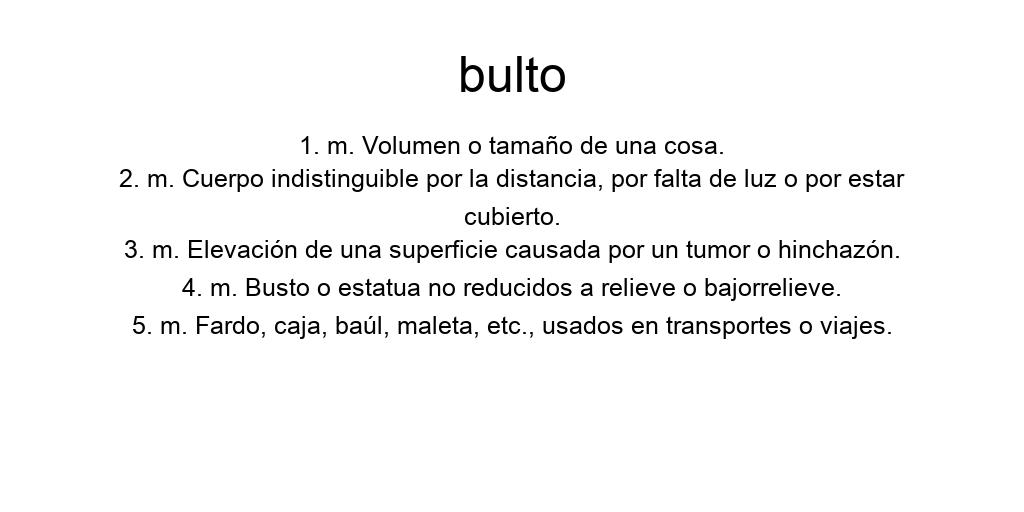 bulto
1. m. Volumen o tamaño de una cosa.
2. m. Cuerpo indistinguible por la distancia, por falta de luz o por estar
cubierto.
3. m. Elevación de una superficie causada por un tumor o hinchazón.
4. m. Busto o estatua no reducidos a relieve o bajorrelieve.
5. m. Fardo, caja, baúl, maleta, etc., usados en transportes o viajes.